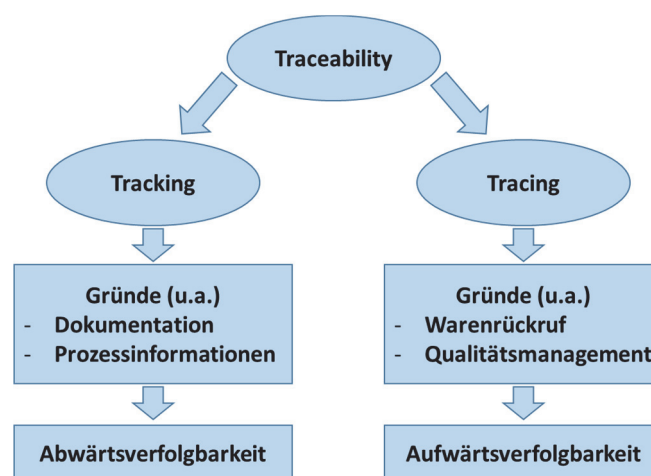 Traceability
Tracking
Tracing
Gründe (u.a.)
- Dokumentation
- Prozessinformationen
Gründe (u.a.)
- Warenrückruf
- Qualitätsmanagement
Abwärtsverfolgbarkeit
Aufwärtsverfolgbarkeit